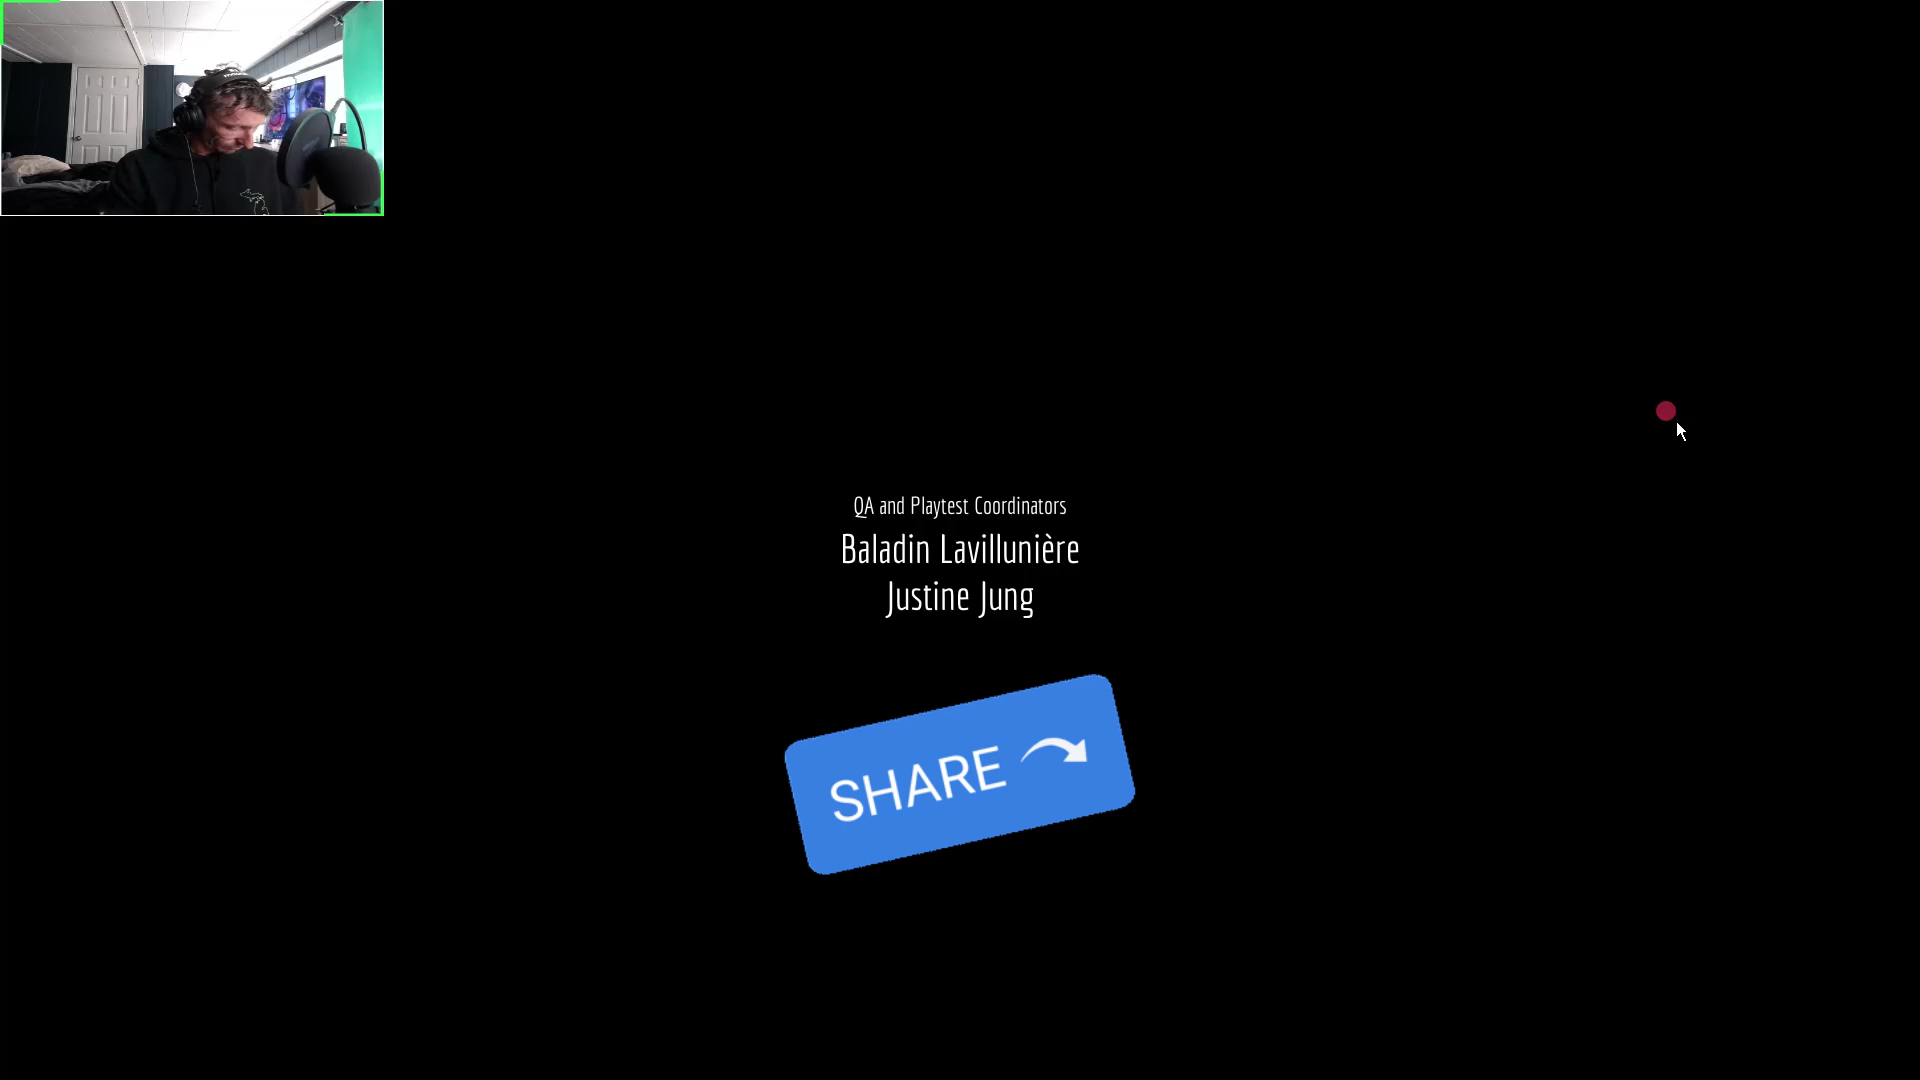 QA and Playtest Coordinators
Baladin Lavillunière
Justine Jung
SHARE